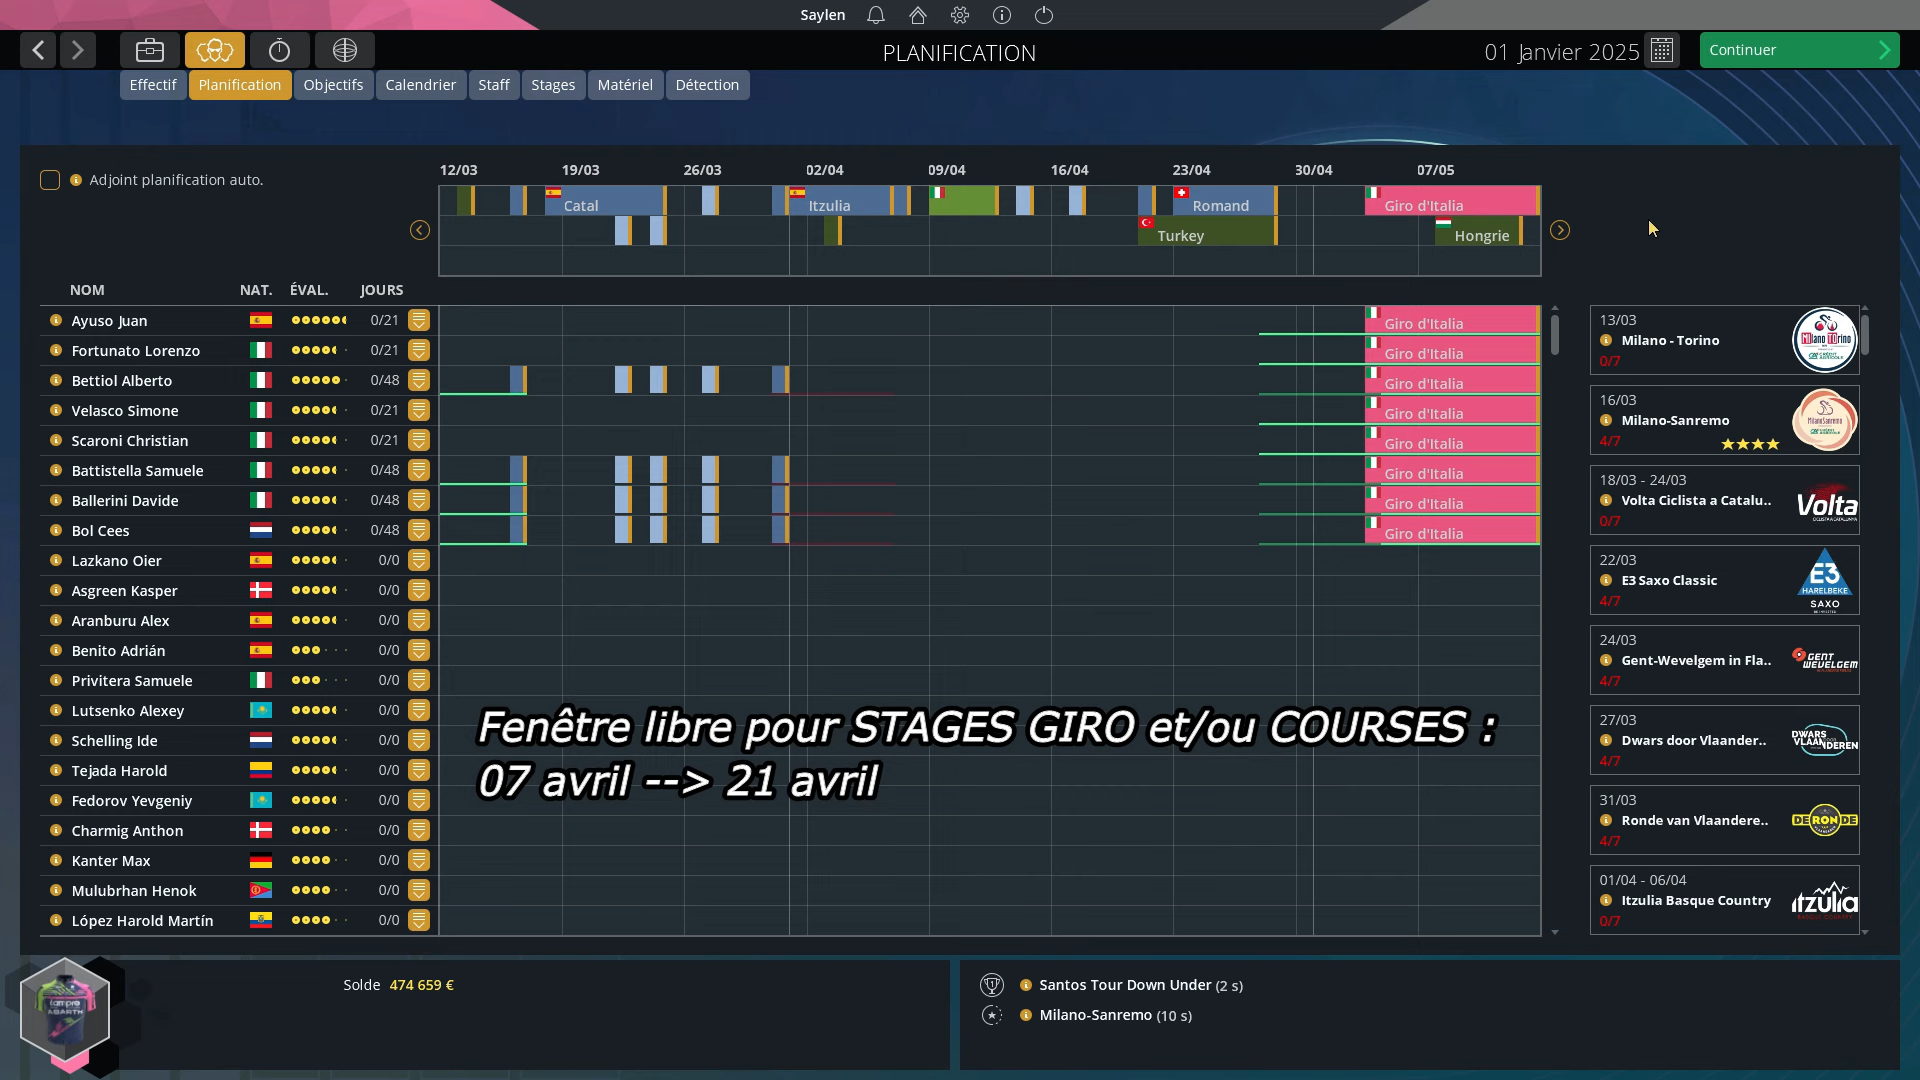 Saylen
PLANIFICATION
01 Janvier 2025
Continuer
Effectif
Planification
Objectifs
Calendrier
Staff
Stages
Matériel
Détection
Adjoint planification auto.
12/03
19/03
26/03
02/04
09/04
16/04
23/04
30/04
07/05
Catal
Itzulia
Romand
Giro d'Italia
Turkey
Hongrie
NOM
NAT.
ÉVAL.
JOURS
Ayuso Juan 0/21 Giro d'Italia
Fortunato Lorenzo 0/21 Giro d'Italia
Bettiol Alberto 0/48 Giro d'Italia
Velasco Simone 0/21 Giro d'Italia
Scaroni Christian 0/21 Giro d'Italia
Battistella Samuele 0/48 Giro d'Italia
Ballerini Davide 0/48 Giro d'Italia
Bol Cees 0/48 Giro d'Italia
Lazkano Oier 0/0
Asgreen Kasper 0/0
Aranburu Alex 0/0
Benito Adrián 0/0
Privitera Samuele 0/0
Lutsenko Alexey 0/0
Schelling Ide 0/0
Tejada Harold 0/0
Fedorov Yevgeniy 0/0
Charmig Anthon 0/0
Kanter Max 0/0
Mulubrhan Henok 0/0
López Harold Martín 0/0
Fenêtre libre pour STAGES GIRO et/ou COURSES :
07 avril --> 21 avril
13/03
Milano - Torino
0/7
MIlano TOrino
16/03
Milano-Sanremo
4/7
MilanoSanremo
18/03 - 24/03
Volta Ciclista a Catalu..
0/7
Volta
22/03
E3 Saxo Classic
4/7
E3
HARELBEKE
SAXO
24/03
Gent-Wevelgem in Fla..
4/7
GENT
WEVELGEM
27/03
Dwars door Vlaander..
4/7
DWARS
DOOR
VLAANDEREN
31/03
Ronde van Vlaandere..
4/7
DE RONDE
01/04 - 06/04
Itzulia Basque Country
0/7
itzulia
BASQUE COUNTRY
Solde 474 659 €
Santos Tour Down Under (2 s)
Milano-Sanremo (10 s)
lampre
ABARTH